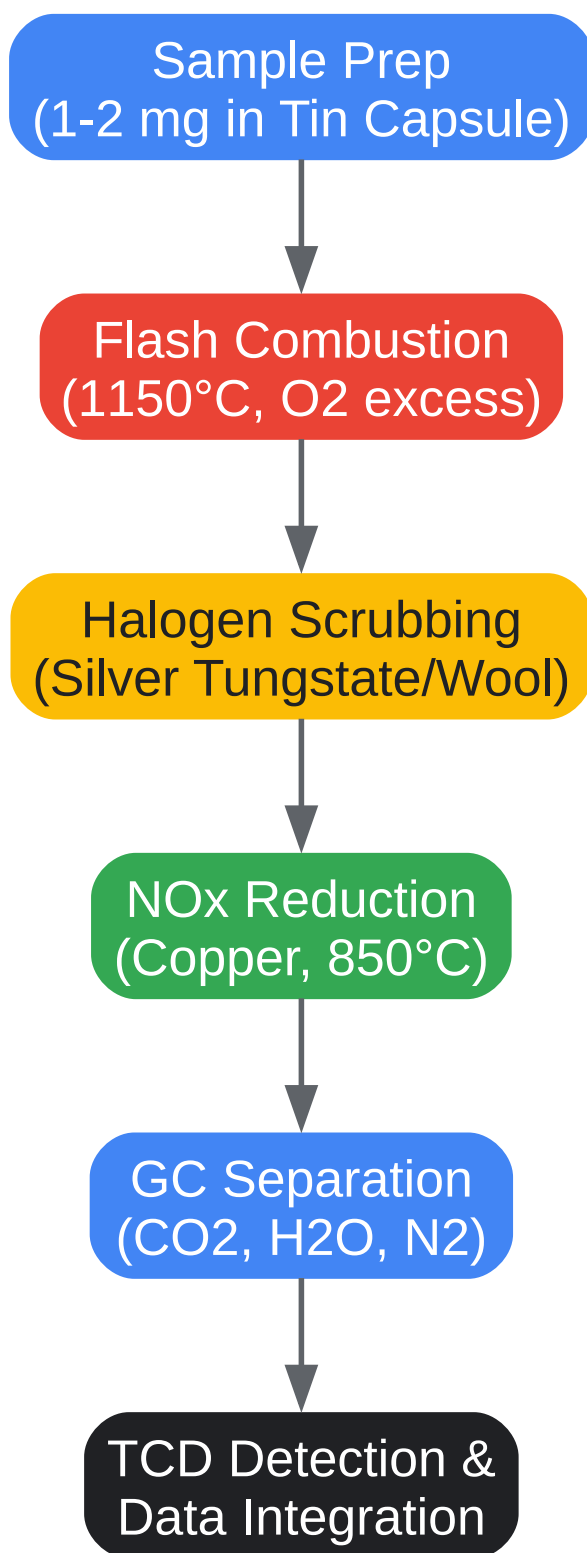 Sample Prep
(1-2 mg in Tin Capsule)
Flash Combustion
(1150°C, O2 excess)
Halogen Scrubbing
(Silver Tungstate/Wool)
NOx Reduction
(Copper, 850°C)
GC Separation
(CO2, H2O, N2)
TCD Detection &
Data Integration